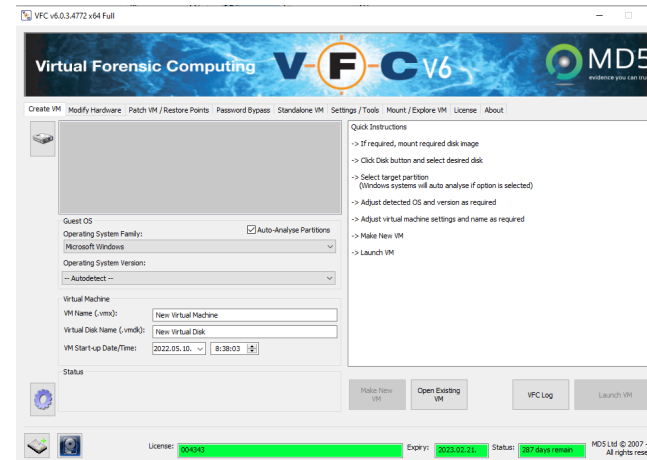 VFC v6.0.3.4772 x64 Full
Virtual Forensic Computing V-F-C V6 MD5
evidence you can tru
Create VM Modify Hardware Patch VM / Restore Points Password Bypass Standalone VM Settings / Tools Mount / Explore VM License About
Quick Instructions
-> If required, mount required disk image
-> Click Disk button and select desired disk
-> Select target partition
(Windows systems will auto analyse if option is selected)
-> Adjust detected OS and version as required
-> Adjust virtual machine settings and name as required
-> Make New VM
-> Launch VM
Guest OS
Operating System Family:
Auto-Analyse Partitions
Microsoft Windows
Operating System Version:
-- Autodetect --
Virtual Machine
VM Name (.vmx): New Virtual Machine
Virtual Disk Name (.vmdk): New Virtual Disk
VM Start-up Date/Time: 2022.05.10. 8:38:03
Status
Make New VM
Open Existing VM
VFC Log
Launch VM
License: 004343 Expiry: 2023.02.21. Status: 287 days remain
MD5 Ltd © 2007 -
All rights rese